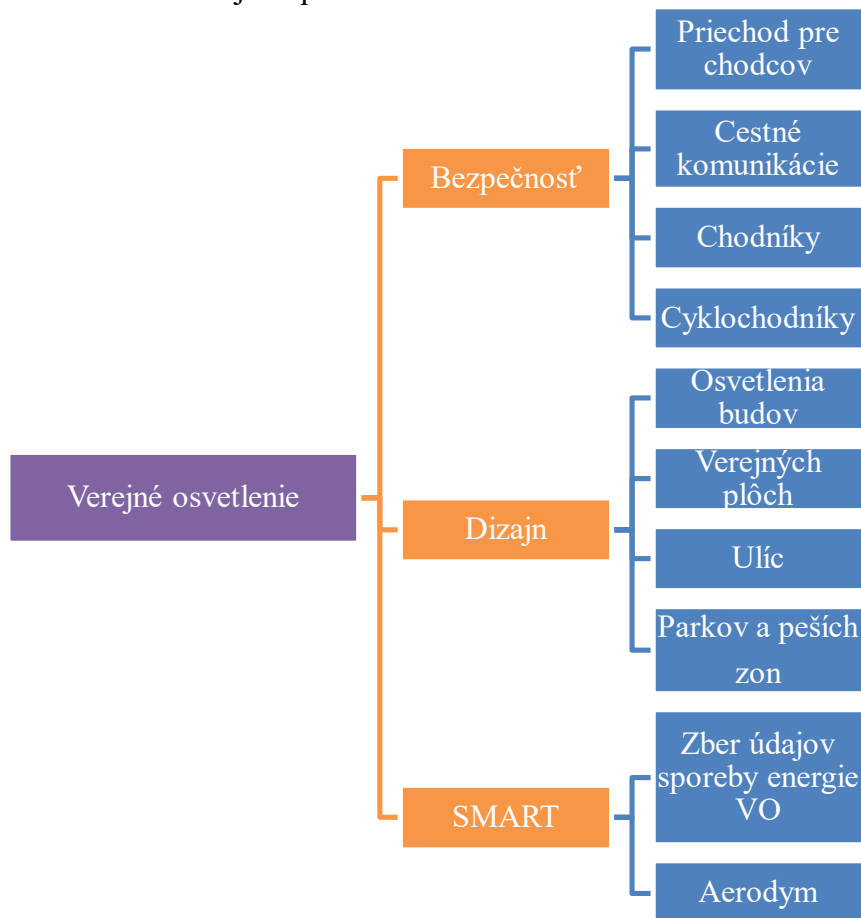 Verejné osvetlenie
Bezpečnosť
Priechod pre
chodcov
Cestné
komunikácie
Chodníky
Cyklochodníky
Dizajn
Osvetlenia
budov
Verejných
plôch
Ulíc
Parkov a peších
zon
SMART
Zber údajov
sporeby energie
VO
Aerodym